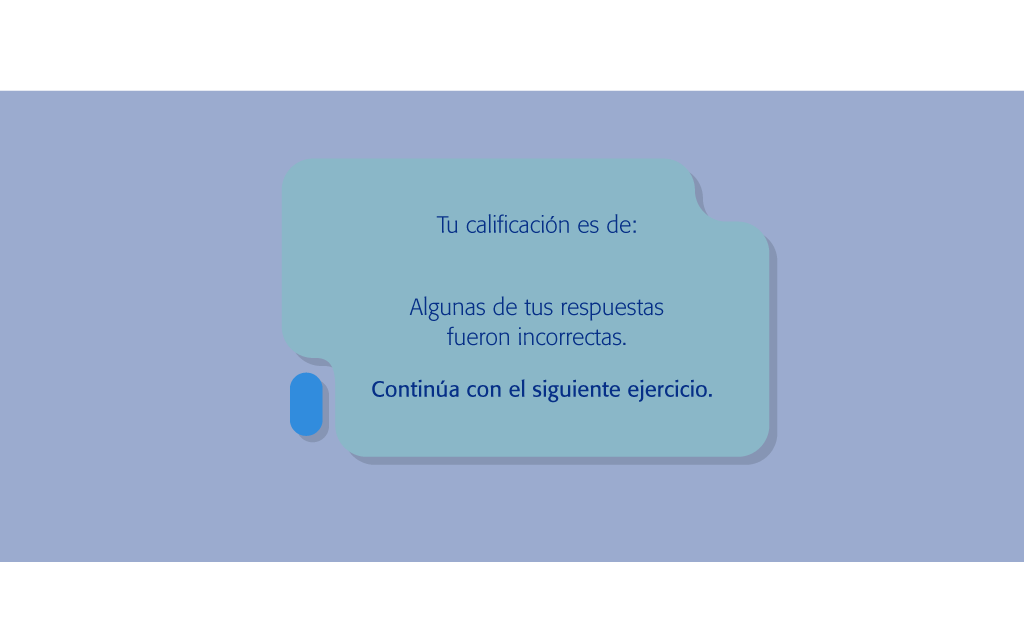 Tu calificación es de:
Algunas de tus respuestas
fueron incorrectas.
Continúa con el siguiente ejercicio.